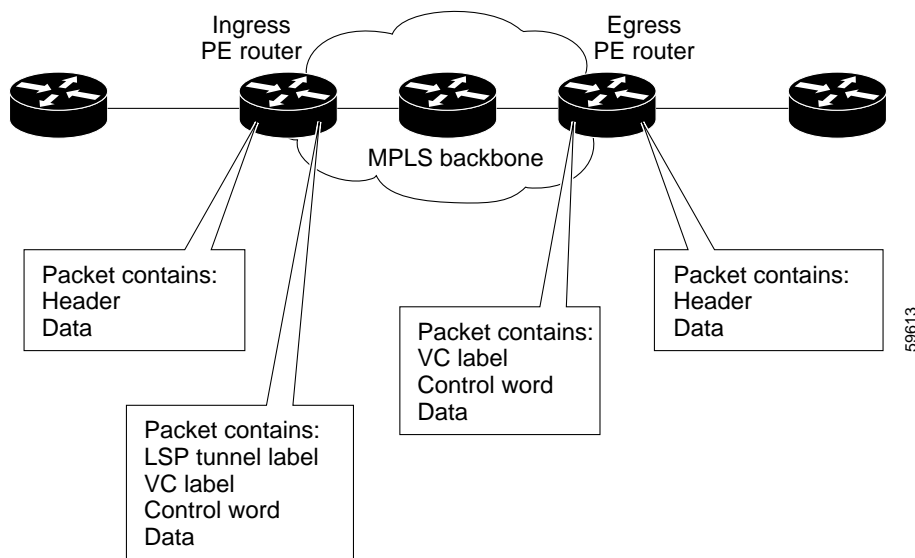 Ingress
PE router
Egress
PE router
MPLS backbone
Packet contains:
Header
Data
Packet contains:
LSP tunnel label
VC label
Control word
Data
Packet contains:
VC label
Control word
Data
Packet contains:
Header
Data
59613